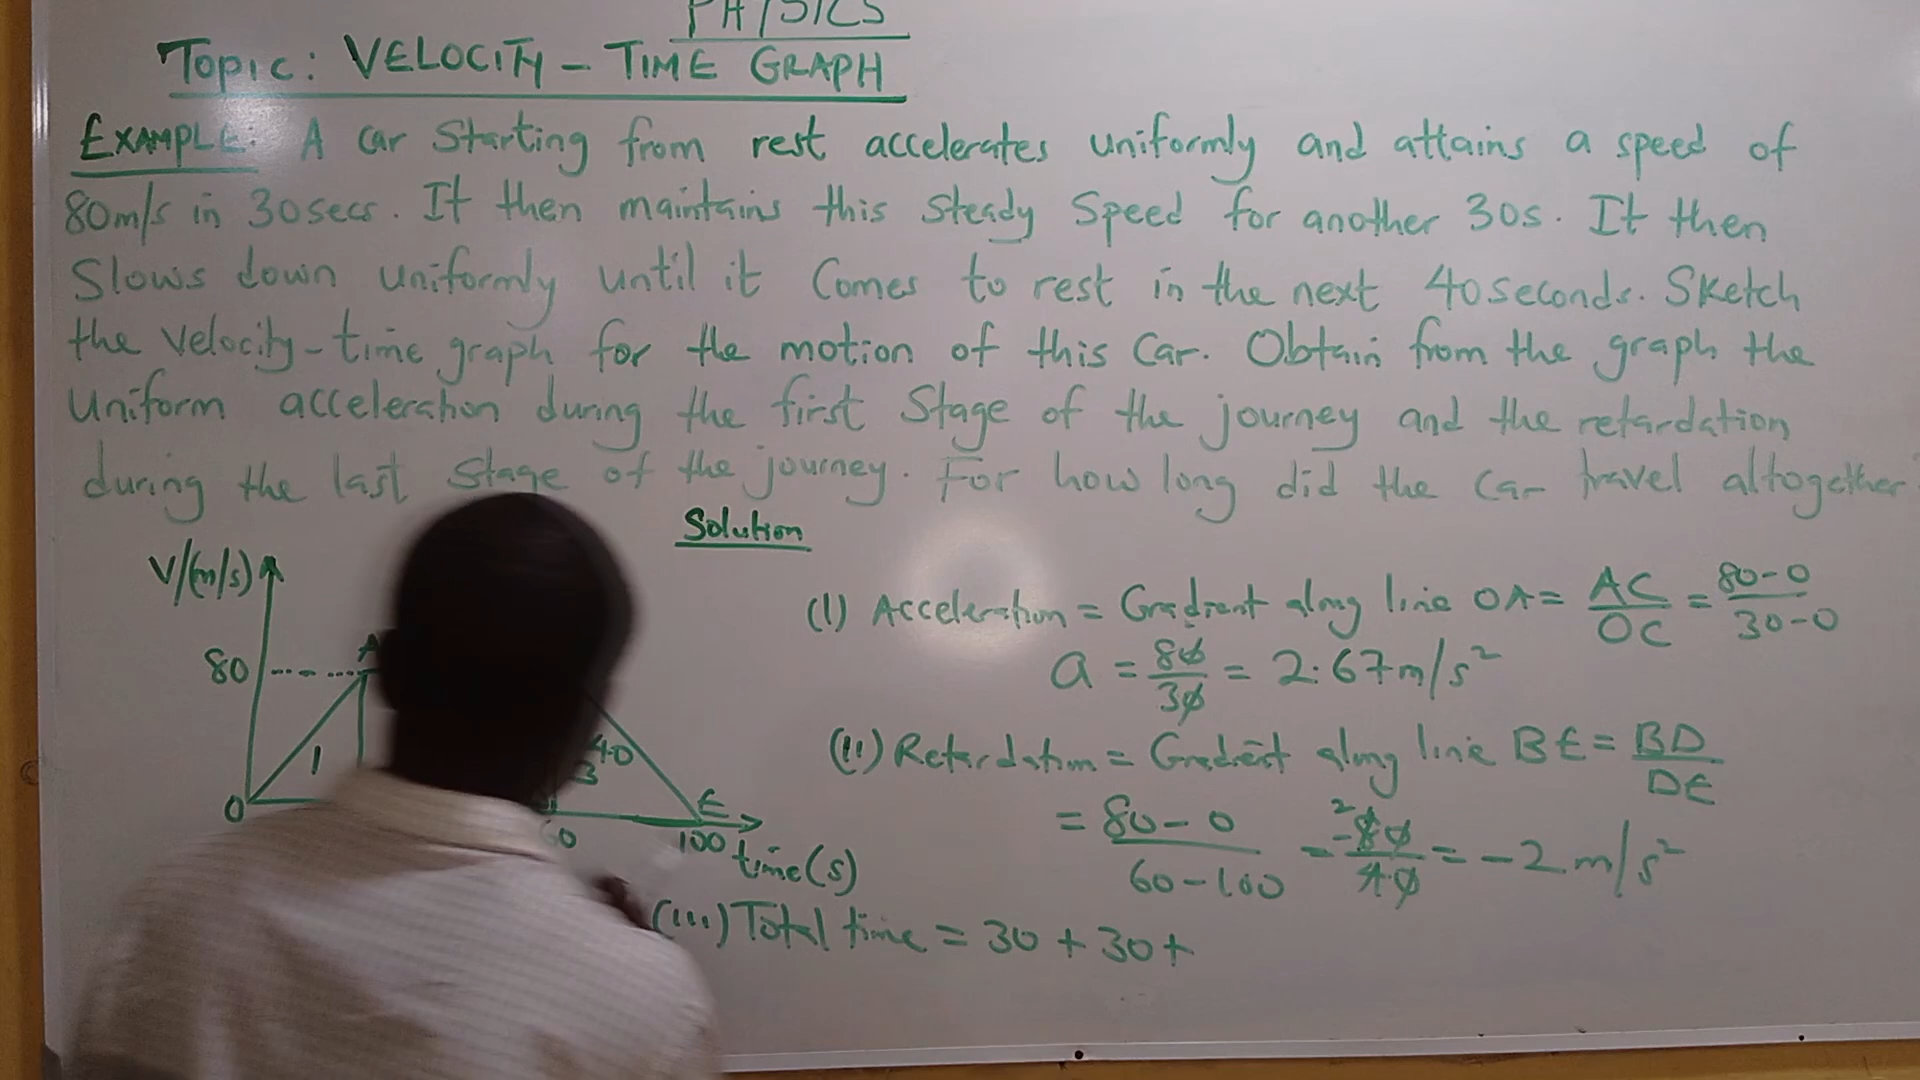 PHYSICS
Topic: VELOCITY - TIME GRAPH
EXAMPLE: A car starting from rest accelerates uniformly and attains a speed of
80m/s in 30secs. It then maintains this steady speed for another 30s. It then
slows down uniformly until it comes to rest in the next 40 seconds. Sketch
the velocity-time graph for the motion of this car. Obtain from the graph the
uniform acceleration during the first stage of the journey and the retardation
during the last stage of the journey. For how long did the car travel altogether
Solution
V/(m/s)
80
A
1
O
40
3
E
100
time(s)
(i) Acceleration = Gradient along line OA = AC/OC = 80-0/30-0
a = 80/30 = 2.67m/s²
(ii) Retardation = Gradient along line BE = BD/DE
= 80-0/60-100 = -80/40 = -2m/s²
(iii) Total time = 30 + 30 +